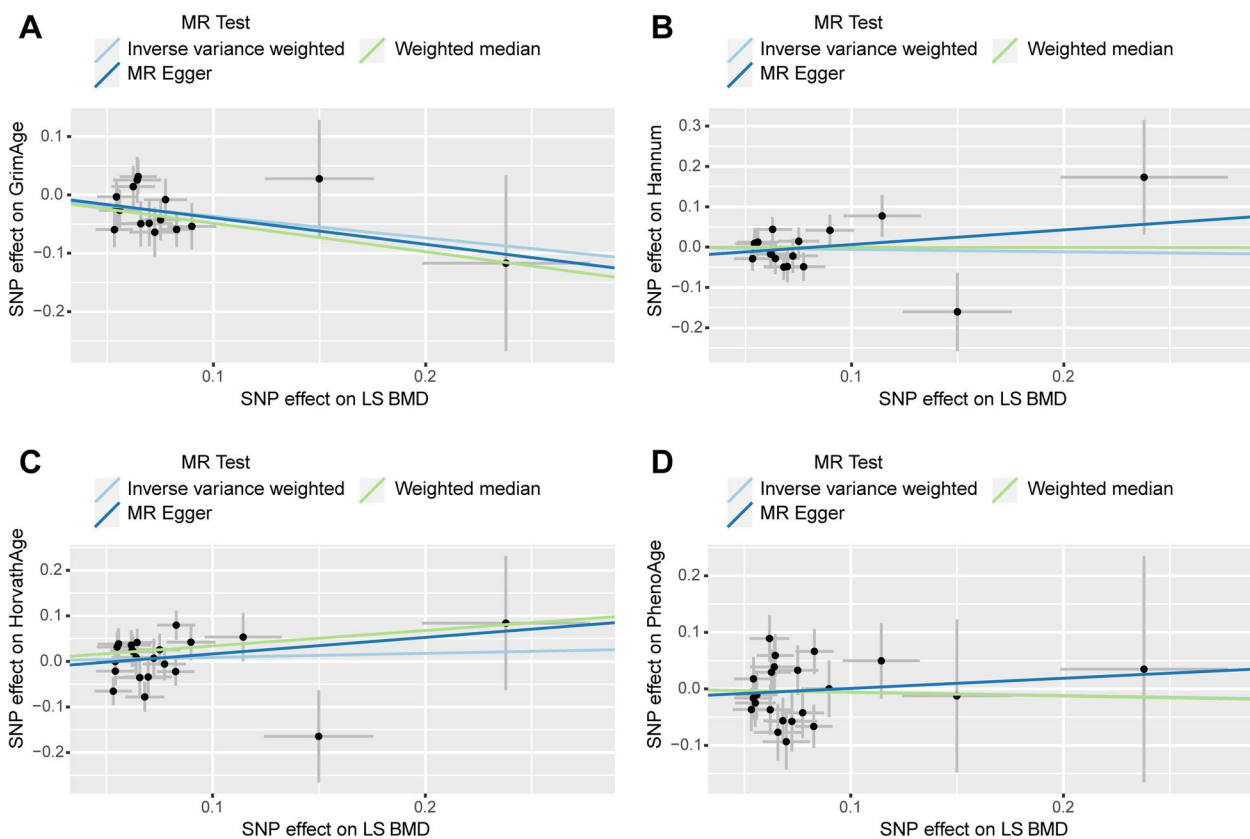 A
MR Test
Inverse variance weighted
Weighted median
MR Egger
SNP effect on GrimAge
0.1
0.0
−0.1
−0.2
0.1
0.2
SNP effect on LS BMD
B
MR Test
Inverse variance weighted
Weighted median
MR Egger
SNP effect on Hannum
0.3
0.2
0.1
0.0
−0.1
−0.2
0.1
0.2
SNP effect on LS BMD
C
MR Test
Inverse variance weighted
Weighted median
MR Egger
SNP effect on HorvathAge
0.2
0.1
0.0
−0.1
−0.2
0.1
0.2
SNP effect on LS BMD
D
MR Test
Inverse variance weighted
Weighted median
MR Egger
SNP effect on PhenoAge
0.2
0.1
0.0
−0.1
0.1
0.2
SNP effect on LS BMD